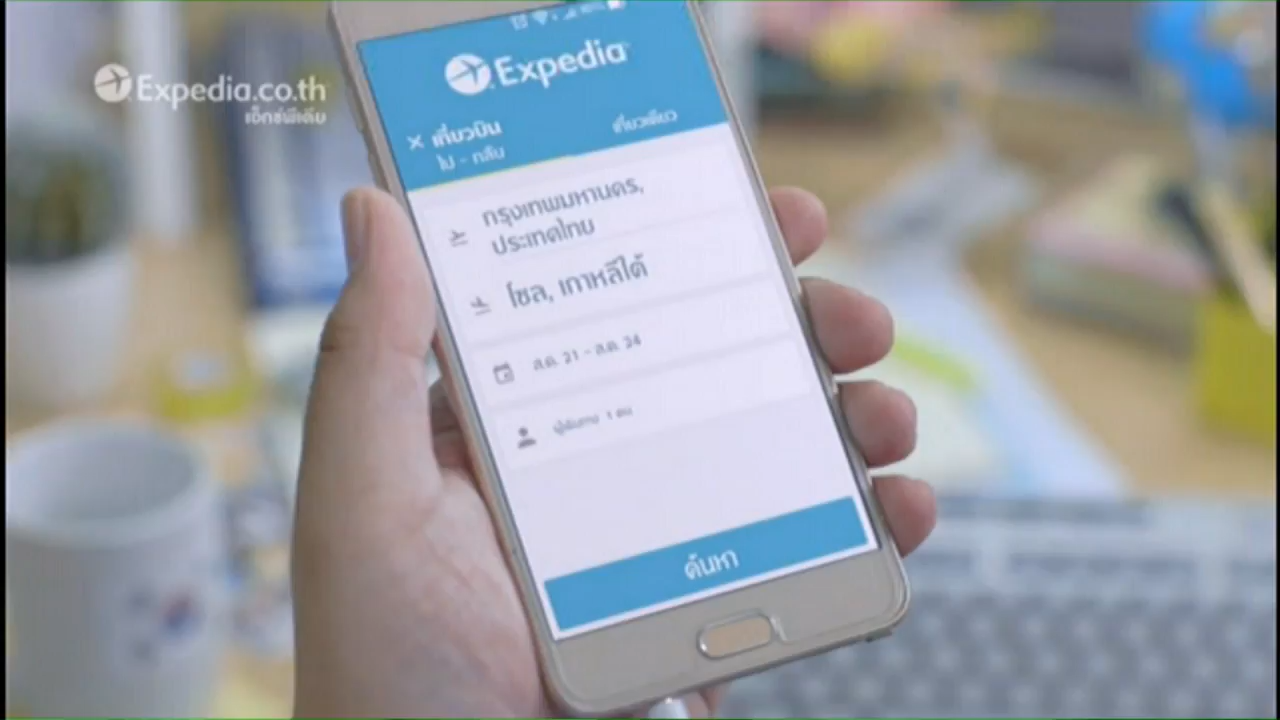 Expedia.co.th
เอ็กซ์พีเดีย
Expedia
× เที่ยวบิน
เที่ยวเดียว
ไป - กลับ
กรุงเทพมหานคร,
ประเทศไทย
โซล, เกาหลีใต้
ส.ค. 21 - ส.ค. 24
ผู้เดินทาง 1 คน
ค้นหา